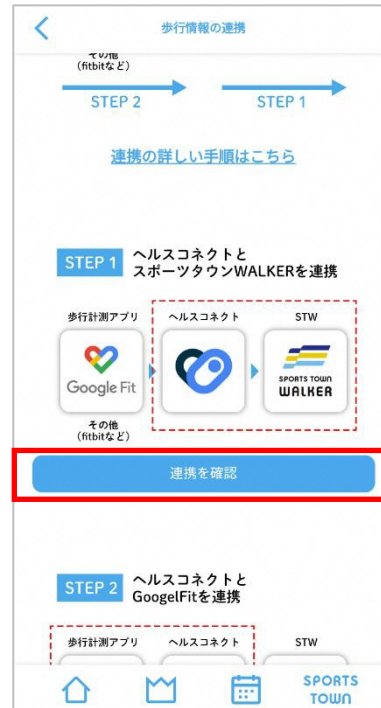 歩行情報の連携
その他
(fitbitなど)
STEP 2
STEP 1
連携の詳しい手順はこちら
STEP 1
ヘルスコネクトと
スポーツタウンWALKERを連携
歩行計測アプリ
ヘルスコネクト
STW
Google Fit
SPORTS TOWN
WALKER
その他
(fitbitなど)
連携を確認
STEP 2
ヘルスコネクトと
GoogelFitを連携
歩行計測アプリ
ヘルスコネクト
STW
SPORTS
TOWN